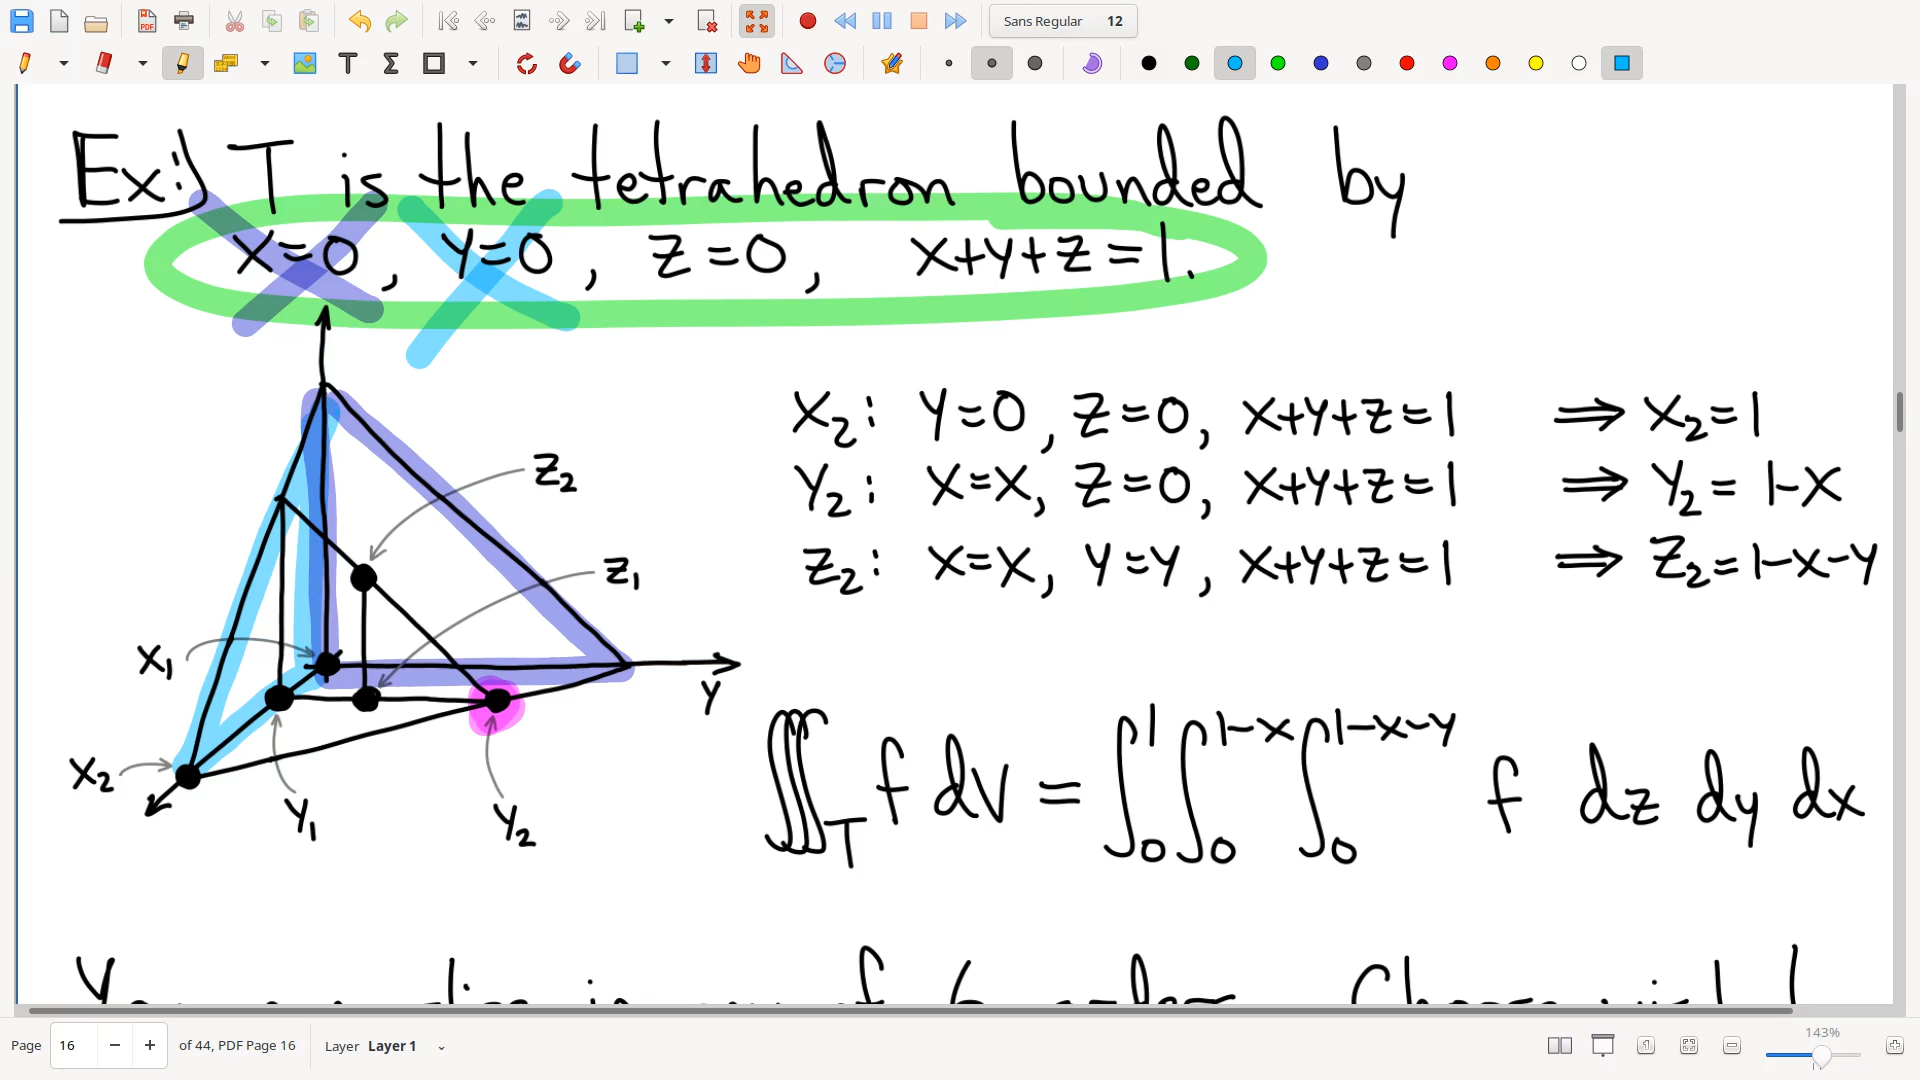 Sans Regular 12
Ex:) T is the tetrahedron bounded by
x=0, y=0, z=0, x+y+z=1.
x₂: y=0, z=0, x+y+z=1 ⟹ x₂=1
y₂: x=x, z=0, x+y+z=1 ⟹ y₂=1-x
z₂: x=x, y=y, x+y+z=1 ⟹ z₂=1-x-y
z₂
z₁
x₁
y
x₂
y₁
y₂
∭_T f dV = ∫₀¹ ∫₀^{1-x} ∫₀^{1-x-y} f dz dy dx
Page 16 of 44, PDF Page 16 Layer Layer 1 143%